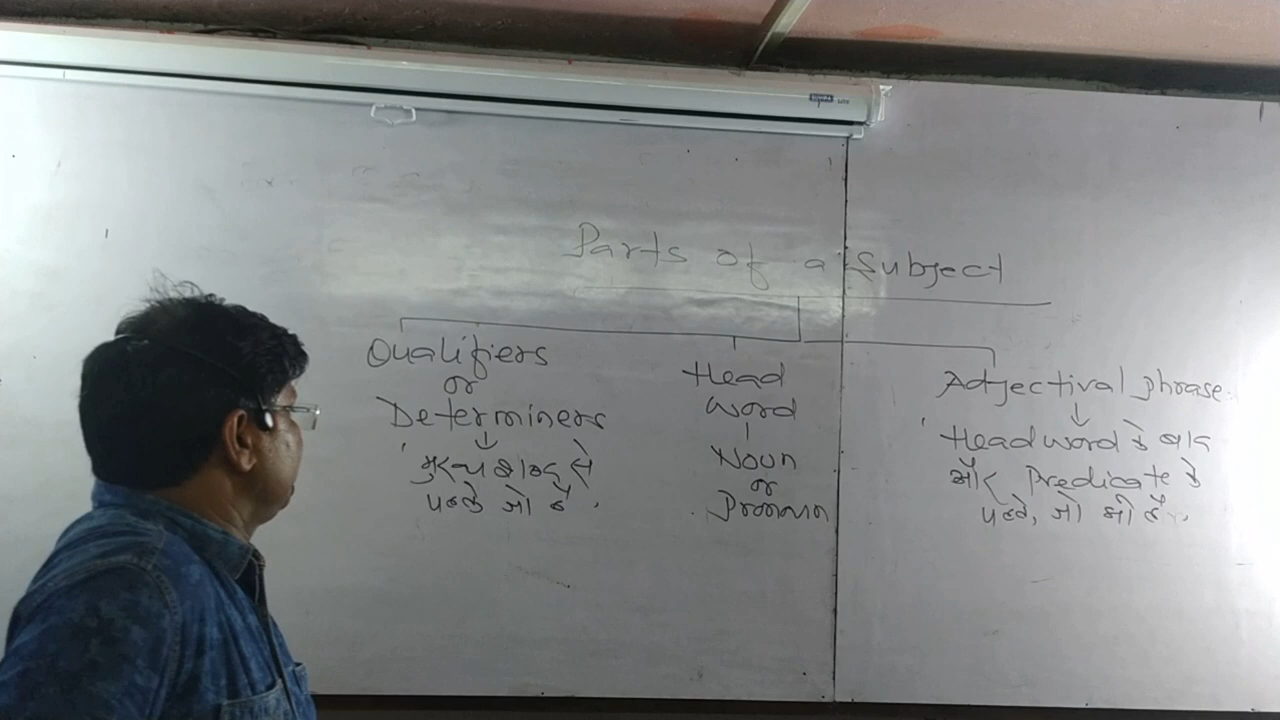 Parts of a Subject
Qualifiers
or
Determiners
↓
मुख्य शब्द से
पहले जो है.
Head
Word
Noun
or
Pronoun
Adjectival phrase.
↓
Head word के बाद
और Predicate के
पहले, जो भी है.